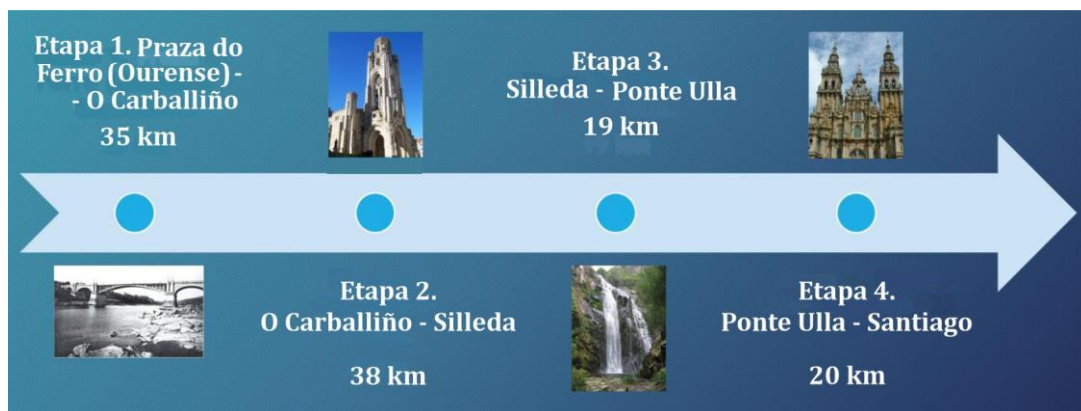 Etapa 1. Praza do
Ferro (Ourense) -
- O Carballiño
35 km
Etapa 2.
O Carballiño - Silleda
38 km
Etapa 3.
Silleda - Ponte Ulla
19 km
Etapa 4.
Ponte Ulla - Santiago
20 km